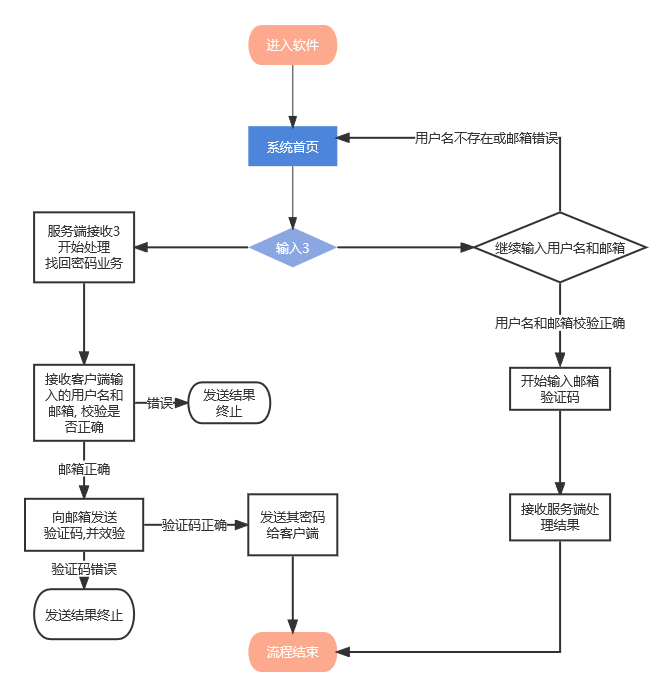 进入软件
用户名不存在或邮箱错误
系统首页
服务端接收3
开始处理
找回密码业务
输入3
继续输入用户名和邮箱
用户名和邮箱校验正确
接收客户端输
入的用户名和
邮箱, 校验是
否正确
错误
发送结果
终止
开始输入邮箱
验证码
邮箱正确
向邮箱发送
验证码,并效验
验证码正确
发送其密码
给客户端
接收服务端处
理结果
验证码错误
发送结果终止
流程结束